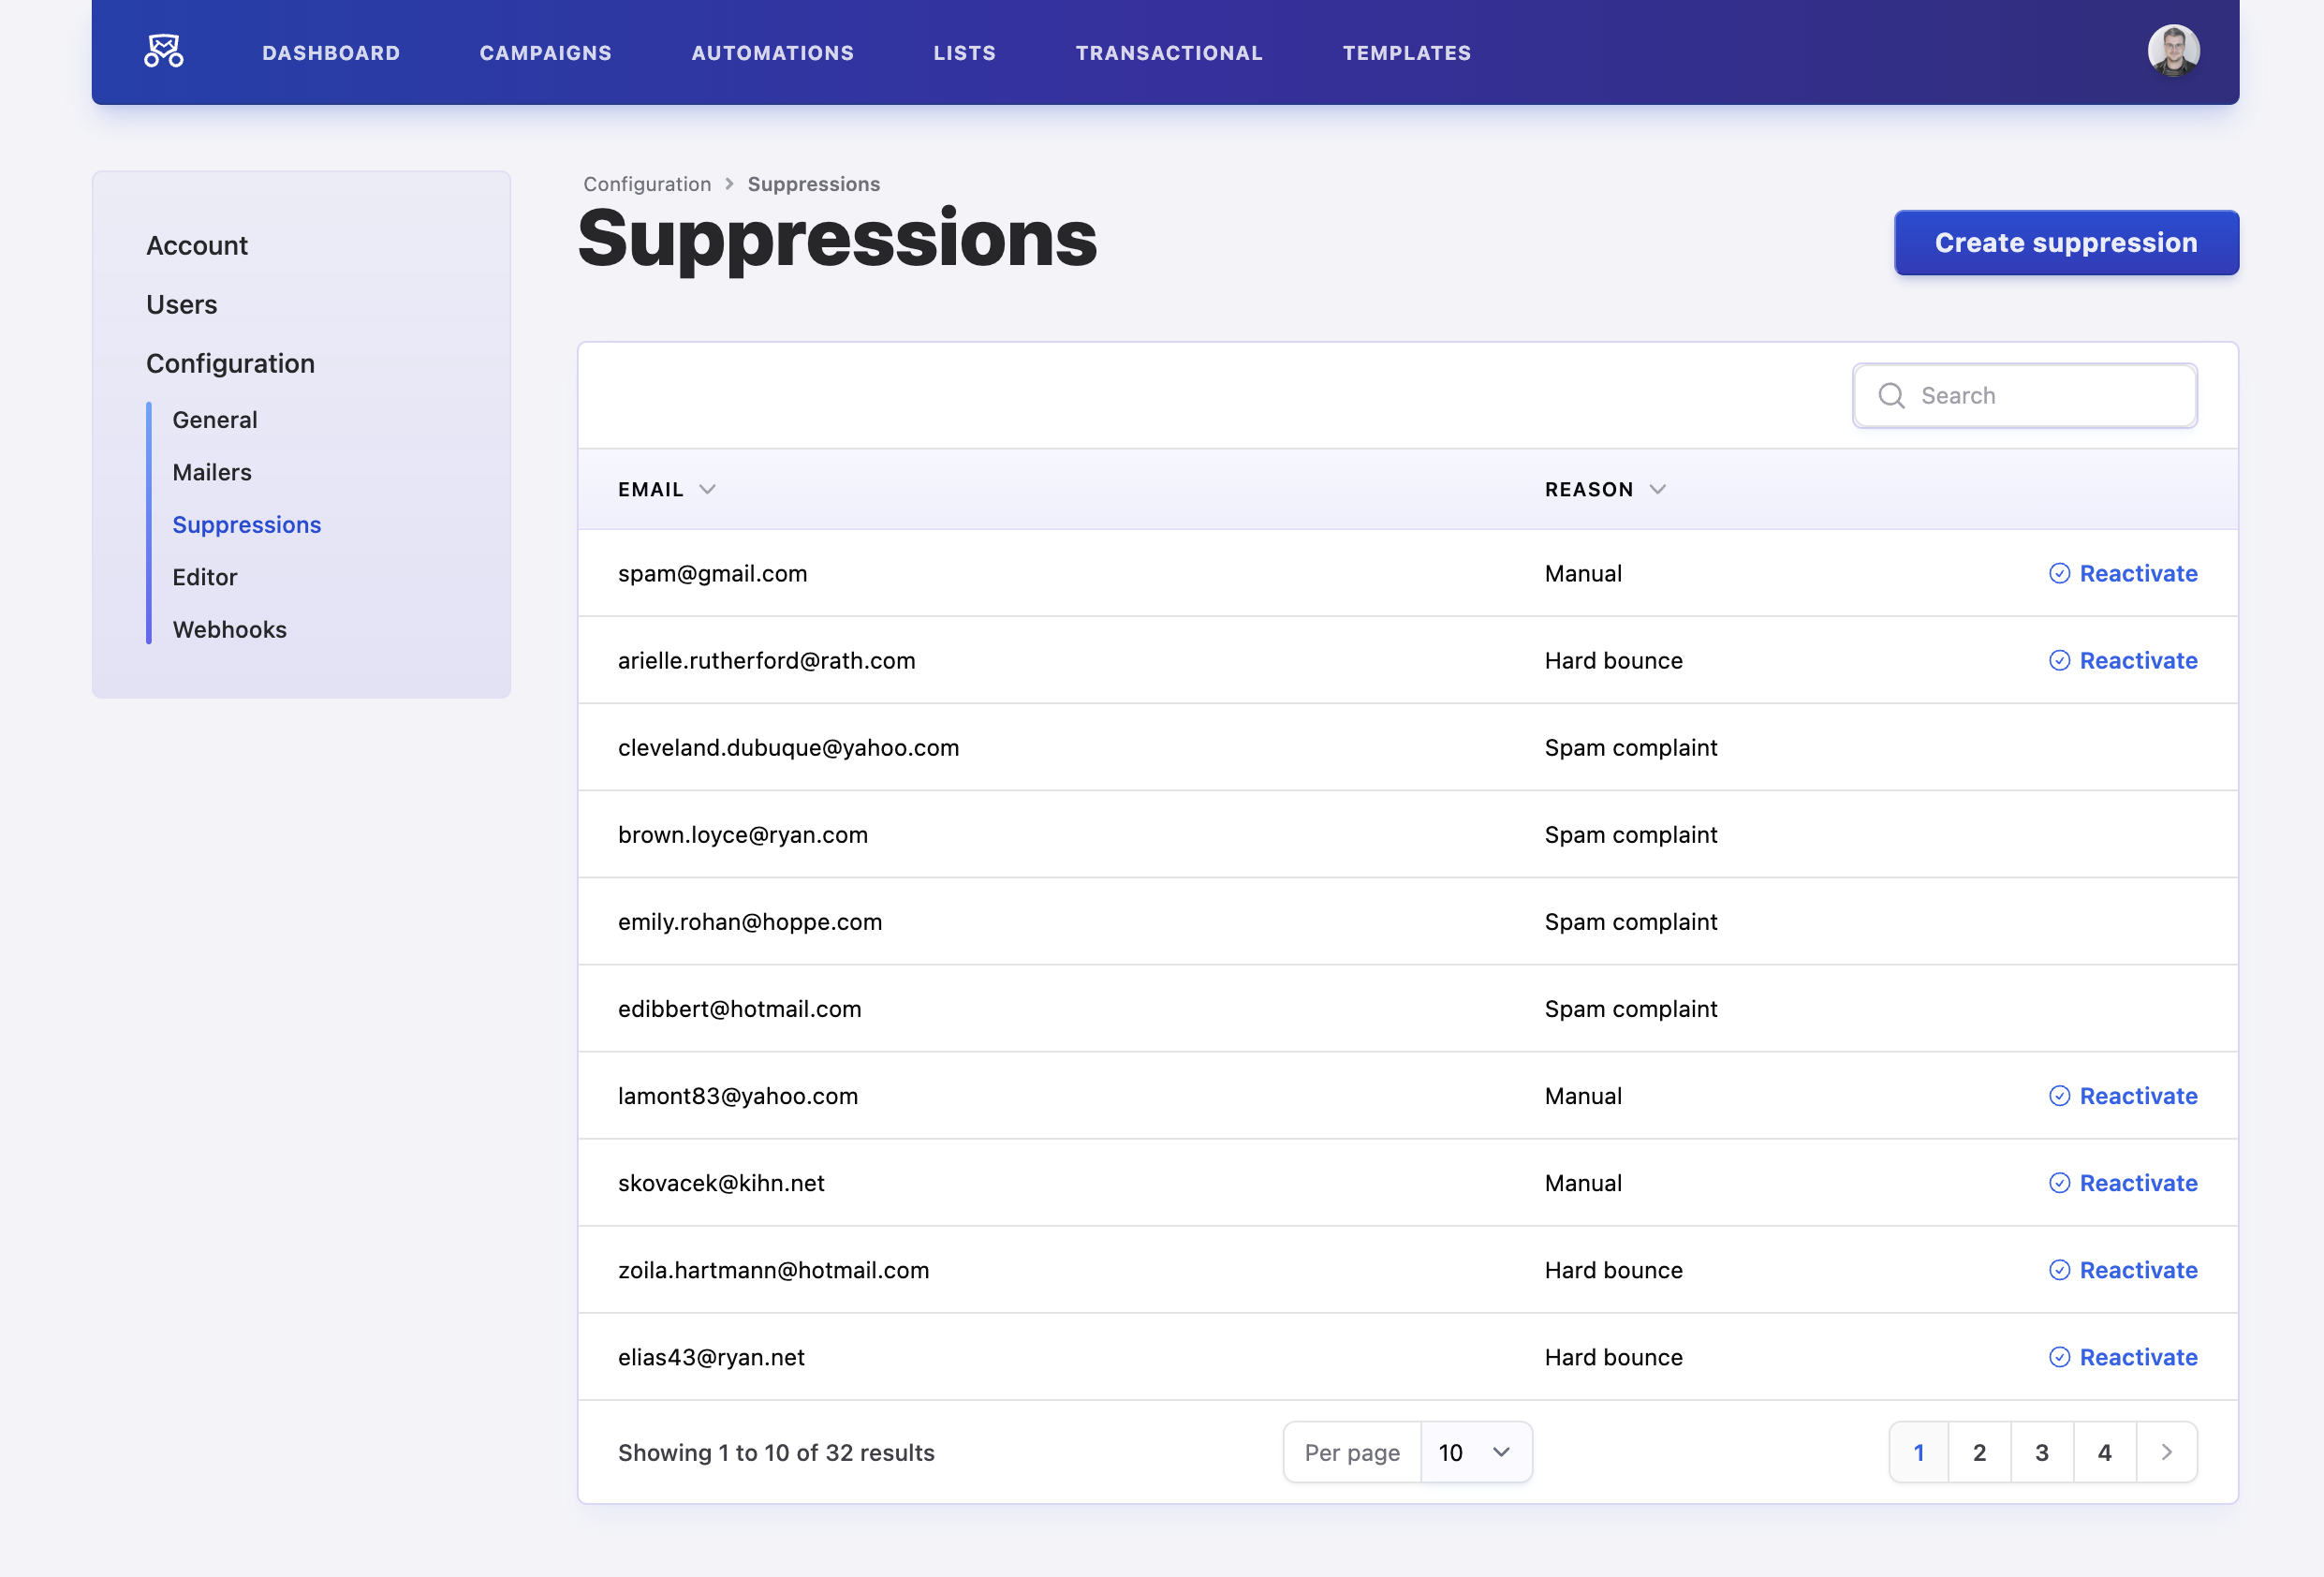 DASHBOARD CAMPAIGNS AUTOMATIONS LISTS TRANSACTIONAL TEMPLATES
Account
Users
Configuration
General
Mailers
Suppressions
Editor
Webhooks
Configuration > Suppressions
Suppressions
Create suppression
Search
EMAIL REASON
spam@gmail.com Manual Reactivate
arielle.rutherford@rath.com Hard bounce Reactivate
cleveland.dubuque@yahoo.com Spam complaint
brown.loyce@ryan.com Spam complaint
emily.rohan@hoppe.com Spam complaint
edibbert@hotmail.com Spam complaint
lamont83@yahoo.com Manual Reactivate
skovacek@kihn.net Manual Reactivate
zoila.hartmann@hotmail.com Hard bounce Reactivate
elias43@ryan.net Hard bounce Reactivate
Showing 1 to 10 of 32 results Per page 10 1 2 3 4